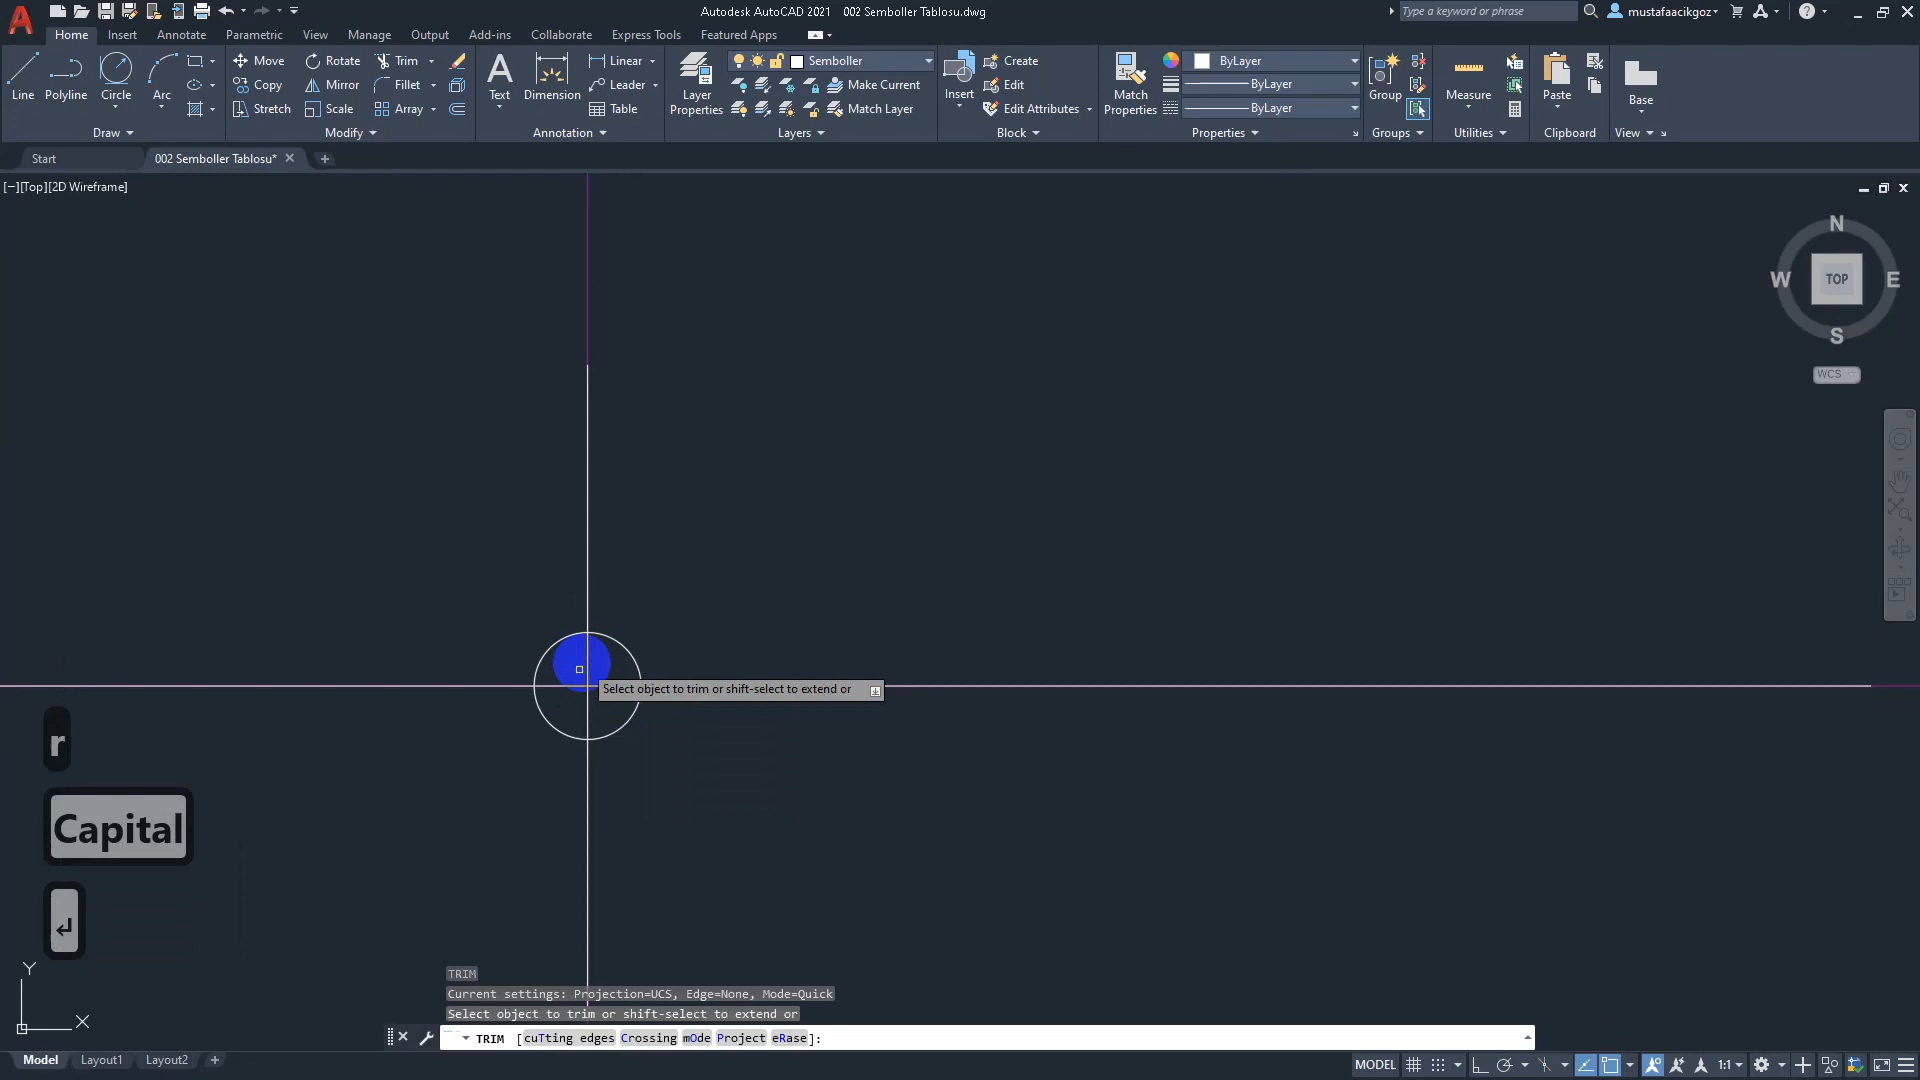 Autodesk AutoCAD 2021 002 Semboller Tablosu.dwg
Type a keyword or phrase
mustafaacikgoz
Home Insert Annotate Parametric View Manage Output Add-ins Collaborate Express Tools Featured Apps
Line Polyline Circle Arc
Move Rotate Trim
Copy Mirror Fillet
Stretch Scale Array
Text Dimension
Linear
Leader
Table
Layer Properties
Semboller
Make Current
Match Layer
Insert
Create
Edit
Edit Attributes
Match Properties
ByLayer
ByLayer
ByLayer
Group
Measure
Paste
Base
Draw Modify Annotation Layers Block Properties Groups Utilities Clipboard View
Start 002 Semboller Tablosu*
[−][Top][2D Wireframe]
N
W TOP E
S
WCS
Select object to trim or shift-select to extend or
r
Capital
Y
X
TRIM
Current settings: Projection=UCS, Edge=None, Mode=Quick
Select object to trim or shift-select to extend or
TRIM [cuTting edges Crossing mOde Project eRase]:
Model Layout1 Layout2
MODEL 1:1